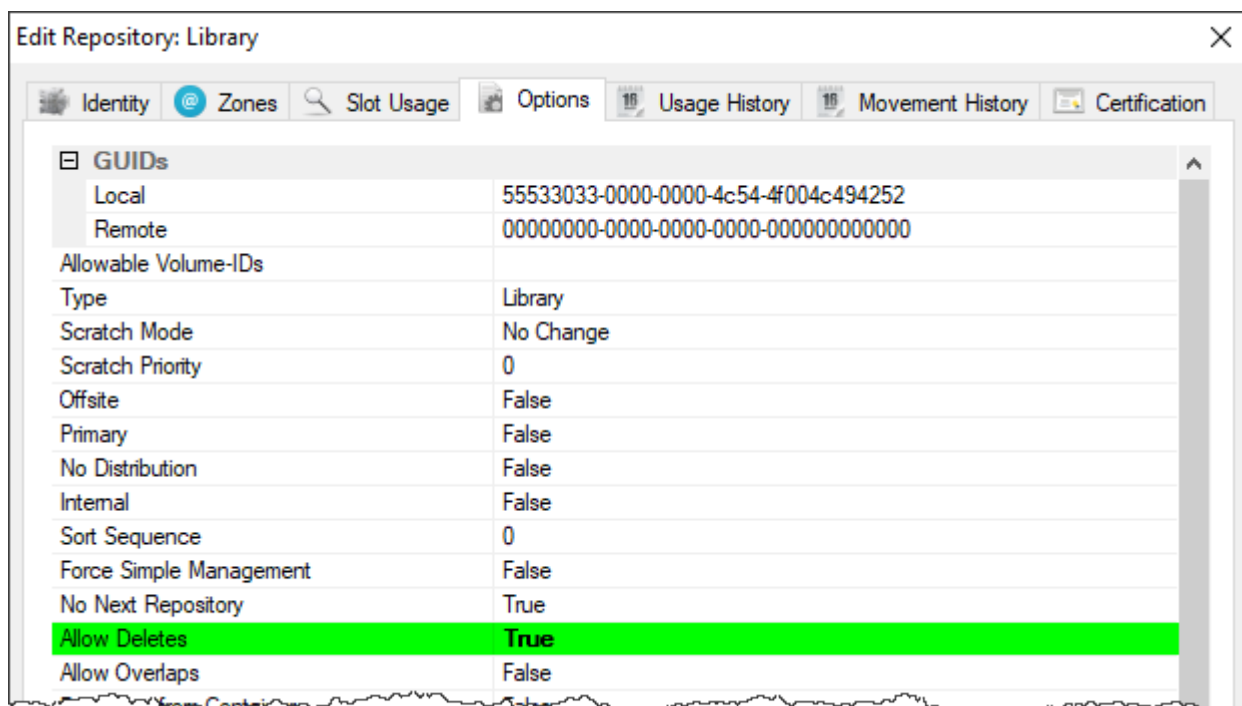 Edit Repository: Library
Identity Zones Slot Usage Options Usage History Movement History Certification
GUIDs
Local 55533033-0000-0000-4c54-4f004c494252
Remote 00000000-0000-0000-0000-000000000000
Allowable Volume-IDs
Type Library
Scratch Mode No Change
Scratch Priority 0
Offsite False
Primary False
No Distribution False
Internal False
Sort Sequence 0
Force Simple Management False
No Next Repository True
Allow Deletes True
Allow Overlaps False